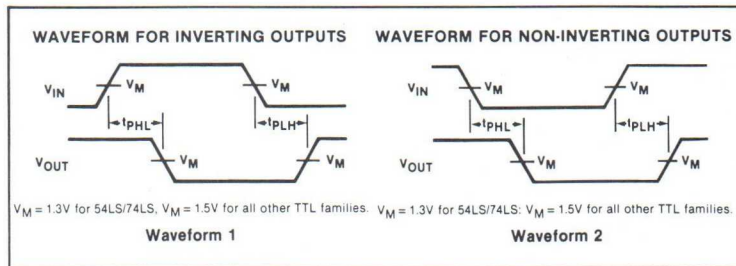 WAVEFORM FOR INVERTING OUTPUTS
VIN
VM
VM
tPHL
tPLH
VOUT
VM
VM
VM = 1.3V for 54LS/74LS, VM = 1.5V for all other TTL families.
Waveform 1
WAVEFORM FOR NON-INVERTING OUTPUTS
VIN
VM
VM
tPHL
tPLH
VOUT
VM
VM
VM = 1.3V for 54LS/74LS: VM = 1.5V for all other TTL families.
Waveform 2